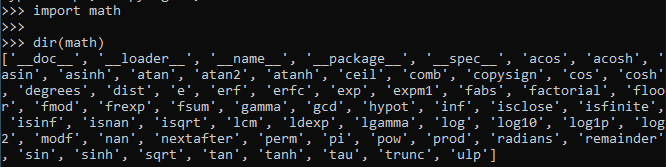 >>> import math
>>>
>>> dir(math)
['__doc__', '__loader__', '__name__', '__package__', '__spec__', 'acos', 'acosh', '
asin', 'asinh', 'atan', 'atan2', 'atanh', 'ceil', 'comb', 'copysign', 'cos', 'cosh'
, 'degrees', 'dist', 'e', 'erf', 'erfc', 'exp', 'expm1', 'fabs', 'factorial', 'floo
r', 'fmod', 'frexp', 'fsum', 'gamma', 'gcd', 'hypot', 'inf', 'isclose', 'isfinite',
 'isinf', 'isnan', 'isqrt', 'lcm', 'ldexp', 'lgamma', 'log', 'log10', 'log1p', 'log
2', 'modf', 'nan', 'nextafter', 'perm', 'pi', 'pow', 'prod', 'radians', 'remainder'
, 'sin', 'sinh', 'sqrt', 'tan', 'tanh', 'tau', 'trunc', 'ulp']